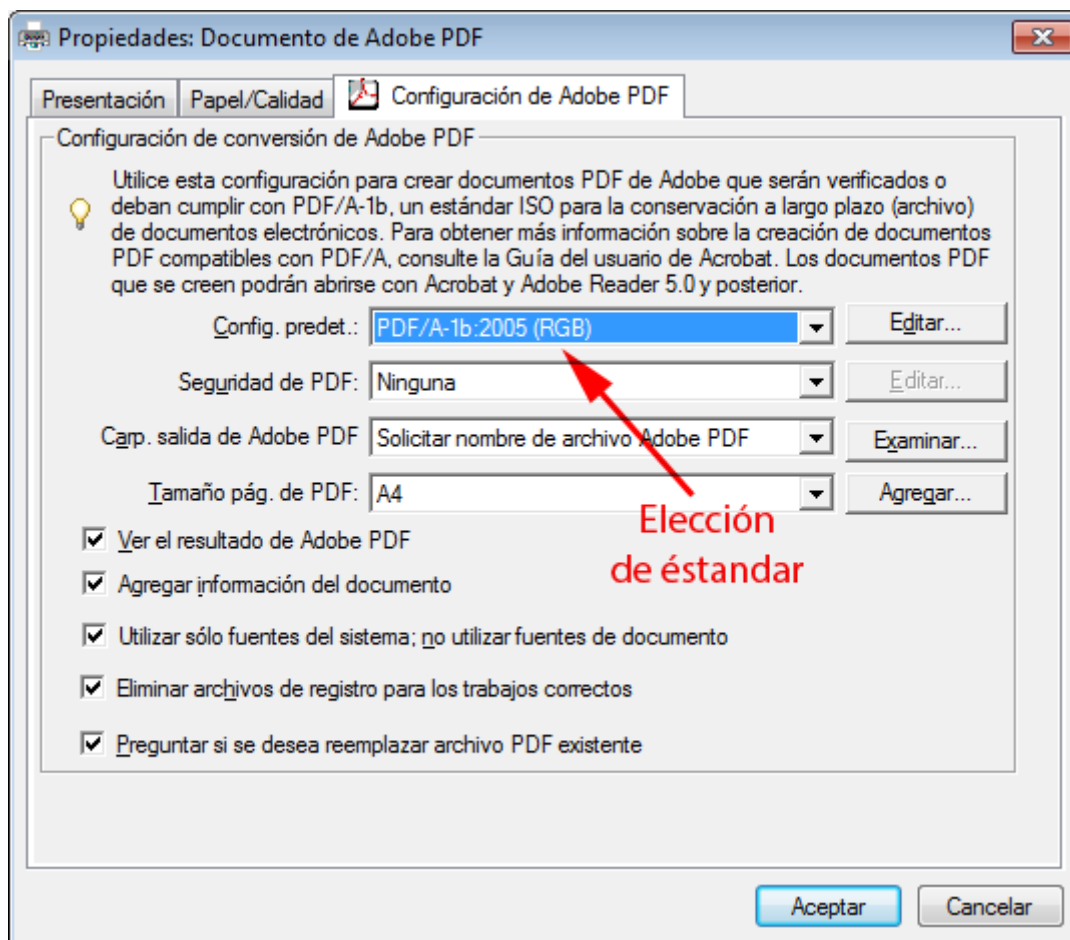 Propiedades: Documento de Adobe PDF
Presentación Papel/Calidad Configuración de Adobe PDF
Configuración de conversión de Adobe PDF
Utilice esta configuración para crear documentos PDF de Adobe que serán verificados o
deban cumplir con PDF/A-1b, un estándar ISO para la conservación a largo plazo (archivo)
de documentos electrónicos. Para obtener más información sobre la creación de documentos
PDF compatibles con PDF/A, consulte la Guía del usuario de Acrobat. Los documentos PDF
que se creen podrán abrirse con Acrobat y Adobe Reader 5.0 y posterior.
Config. predet.: PDF/A-1b:2005 (RGB) Editar...
Seguridad de PDF: Ninguna Editar...
Carp. salida de Adobe PDF Solicitar nombre de archivo Adobe PDF Examinar...
Tamaño pág. de PDF: A4 Agregar...
Elección
de éstandar
Ver el resultado de Adobe PDF
Agregar información del documento
Utilizar sólo fuentes del sistema; no utilizar fuentes de documento
Eliminar archivos de registro para los trabajos correctos
Preguntar si se desea reemplazar archivo PDF existente
Aceptar Cancelar